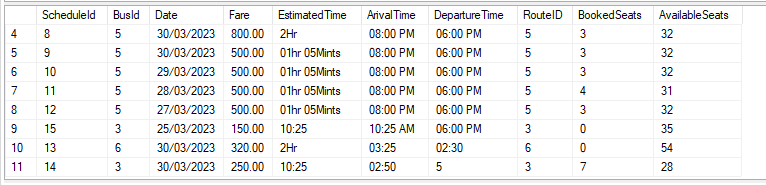 ScheduleId BusId Date Fare EstimatedTime ArivalTime DepartureTime RouteID BookedSeats AvailableSeats
4 8 5 30/03/2023 800.00 2Hr 08:00 PM 06:00 PM 5 3 32
5 9 5 30/03/2023 500.00 01hr 05Mints 08:00 PM 06:00 PM 5 3 32
6 10 5 29/03/2023 500.00 01hr 05Mints 08:00 PM 06:00 PM 5 3 32
7 11 5 28/03/2023 500.00 01hr 05Mints 08:00 PM 06:00 PM 5 4 31
8 12 5 27/03/2023 500.00 01hr 05Mints 08:00 PM 06:00 PM 5 3 32
9 15 3 25/03/2023 150.00 10:25 10:25 AM 06:00 PM 3 0 35
10 13 6 30/03/2023 320.00 2Hr 03:25 02:30 6 0 54
11 14 3 30/03/2023 250.00 10:25 02:50 5 3 7 28